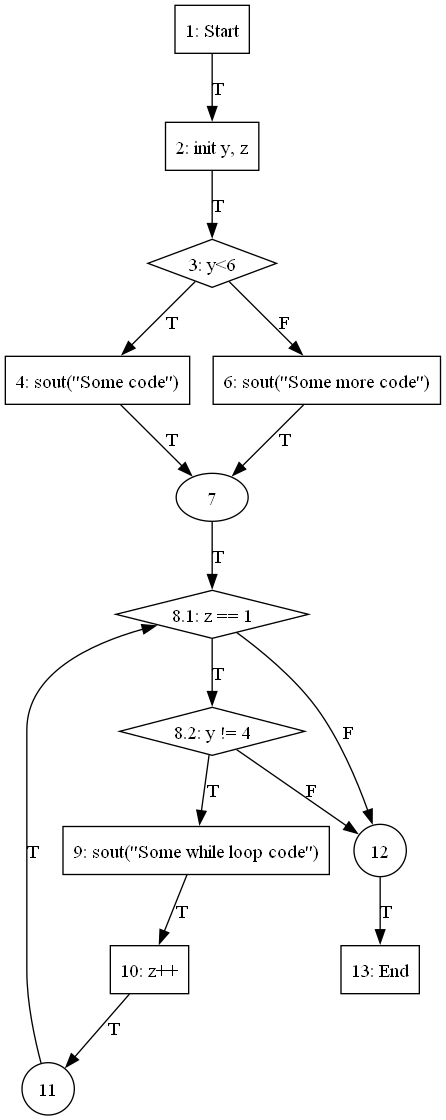 1: Start
T
2: init y, z
T
3: y<6
T
F
4: sout("Some code")
6: sout("Some more code")
T
T
7
T
8.1: z == 1
T
F
8.2: y != 4
T
F
9: sout("Some while loop code")
12
T
T
T
10: z++
13: End
T
11